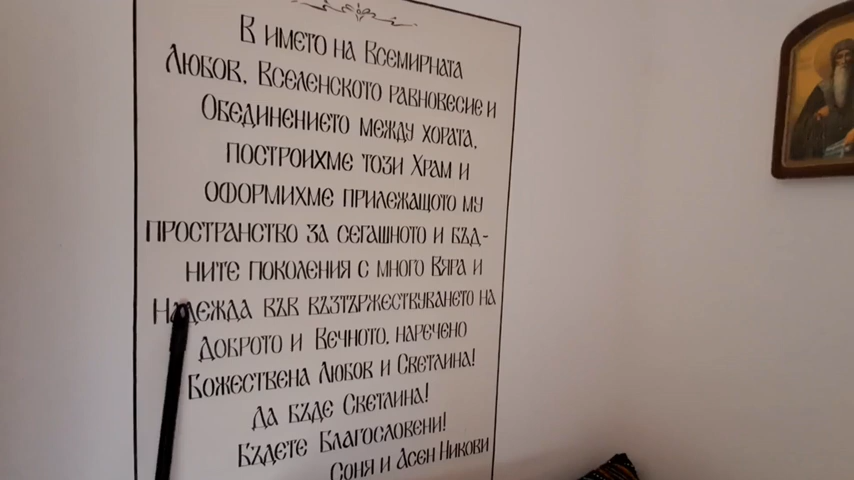 В името на Всемирната
Любов, Вселенското равновесие и
Обединението между хората,
построихме този Храм и
оформихме прилежащото му
пространство за сегашното и бъд-
ните поколения с много Вяра и
Надежда във възтържествуването на
Доброто и Вечното, наречено
Божествена Любов и Светлина!
Да бъде Светлина!
Бъдете Благословени!
Соня и Асен Никови